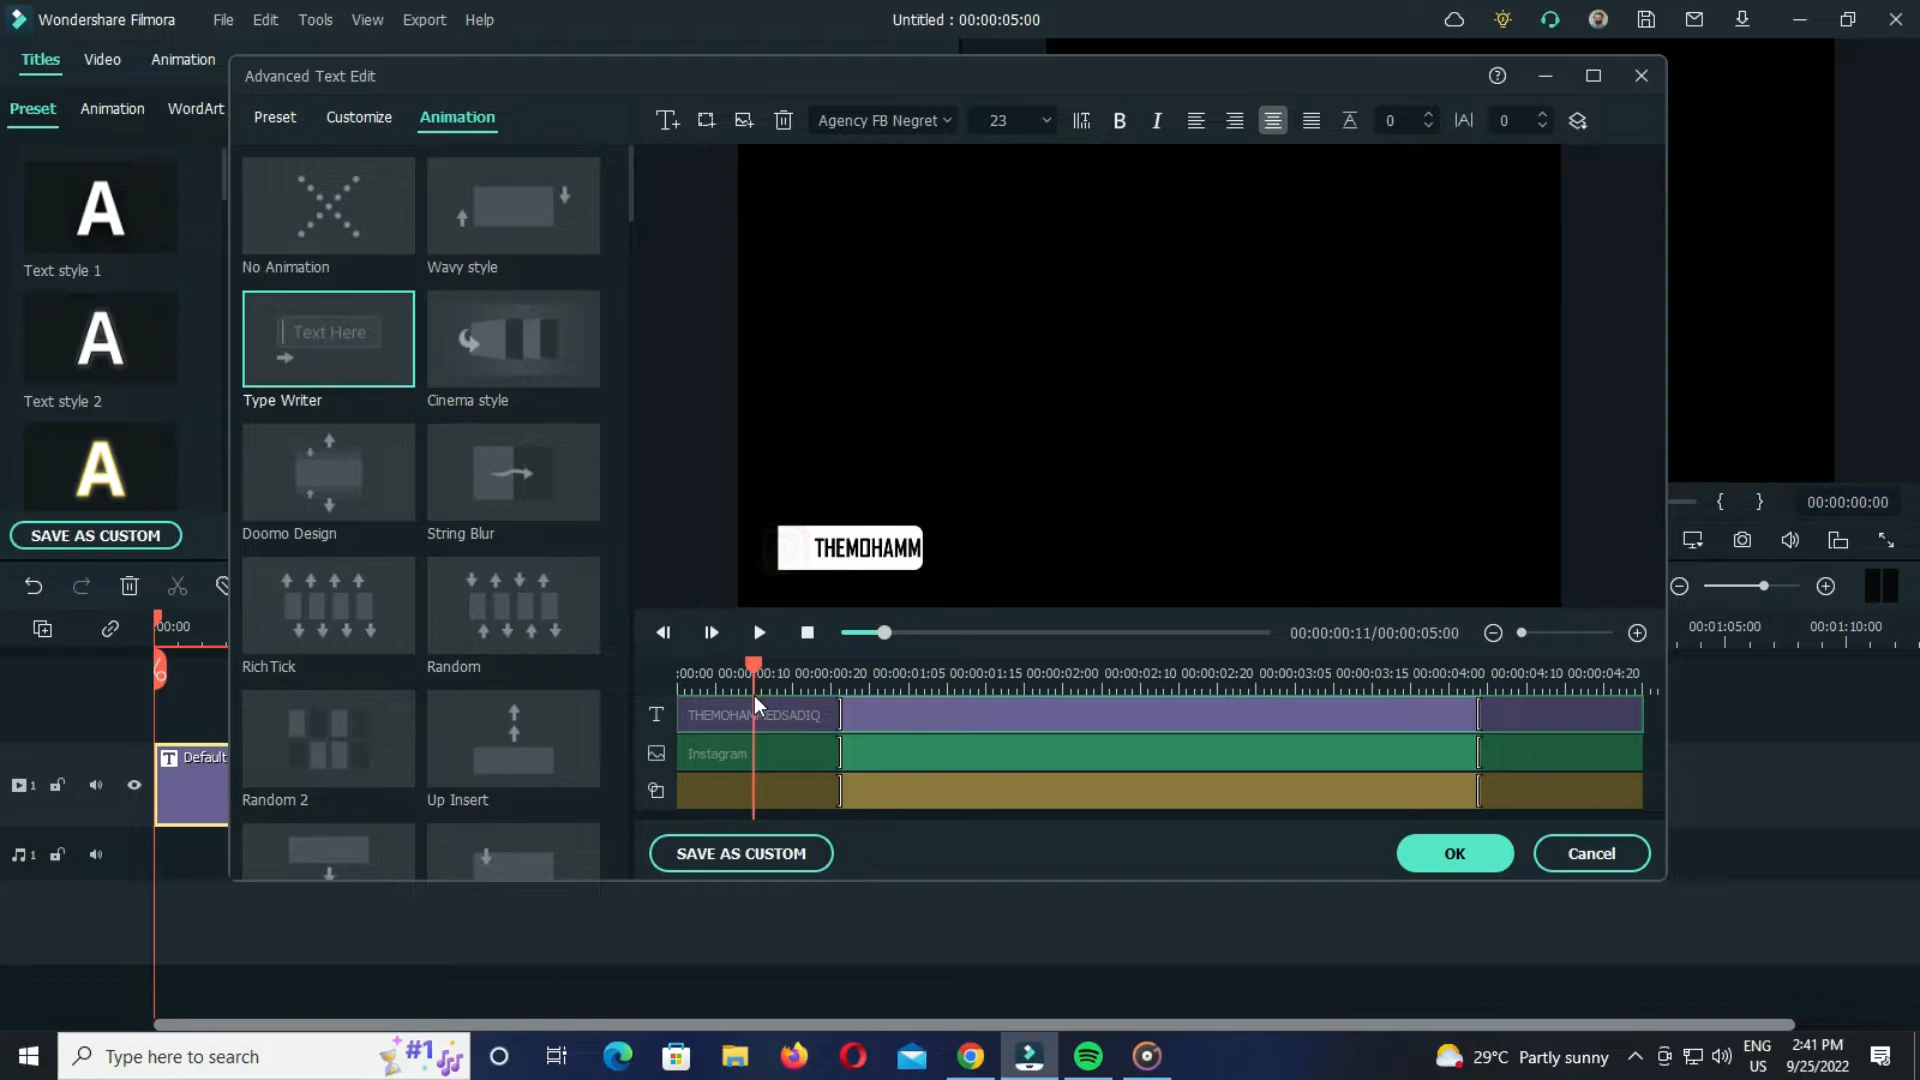 Wondershare Filmora
File Edit Tools View Export Help
Untitled : 00:00:05:00
Titles Video Animation
Preset Animation WordArt
A
Text style 1
A
Text style 2
A
SAVE AS CUSTOM
Advanced Text Edit
Preset Customize Animation
Agency FB Negret 23 B I 0 0
No Animation Wavy style
Text Here
Type Writer Cinema style
Doomo Design String Blur
RichTick Random
Random 2 Up Insert
THEMOHAMM
00:00:00:11/00:00:05:00
:00:00 00:00:00:10 00:00:00:20 00:00:01:05 00:00:01:15 00:00:02:00 00:00:02:10 00:00:02:20 00:00:03:05 00:00:03:15 00:00:04:00 00:00:04:10 00:00:04:20
T THEMOHAMMEDSADIQ
Instagram
SAVE AS CUSTOM OK Cancel
{ } 00:00:00:00
00:00 00:01:05:00 00:01:10:00
T Default
1
1
Type here to search #1
29°C Partly sunny
ENG
US
2:41 PM
9/25/2022